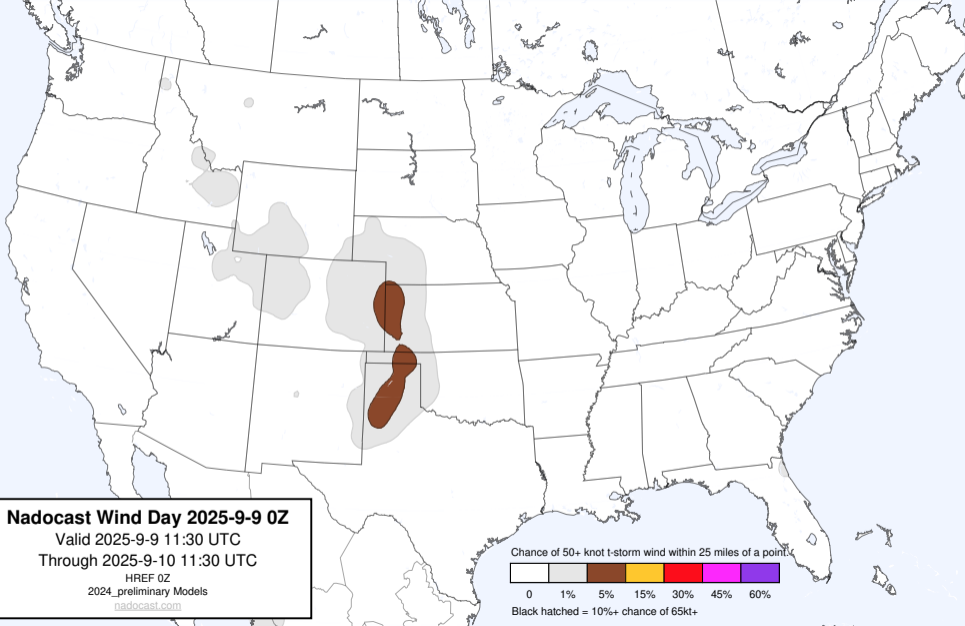 Nadocast Wind Day 2025-9-9 0Z
Valid 2025-9-9 11:30 UTC
Through 2025-9-10 11:30 UTC
HREF 0Z
2024_preliminary Models
nadocast.com
Chance of 50+ knot t-storm wind within 25 miles of a point.
0 1% 5% 15% 30% 45% 60%
Black hatched = 10%+ chance of 65kt+